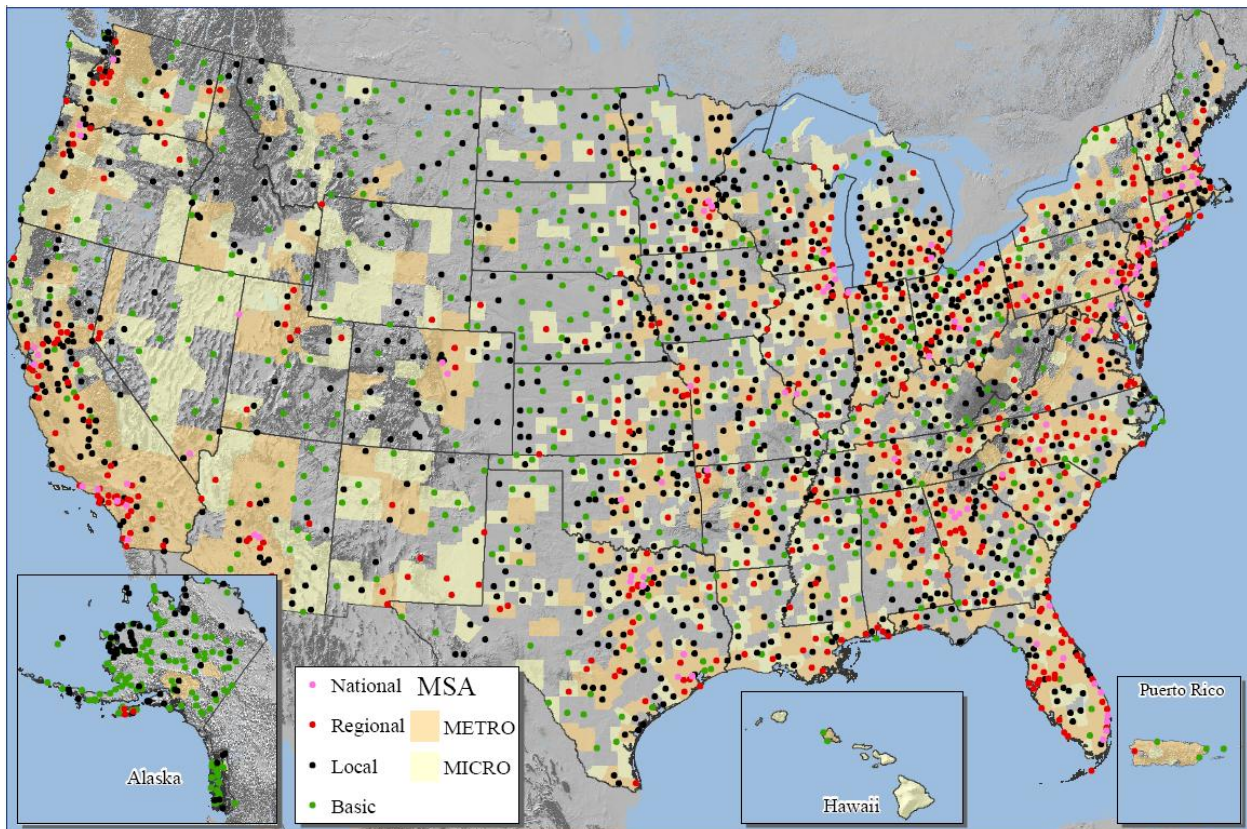 National MSA
Regional METRO
Local MICRO
Basic
Alaska
Hawaii
Puerto Rico